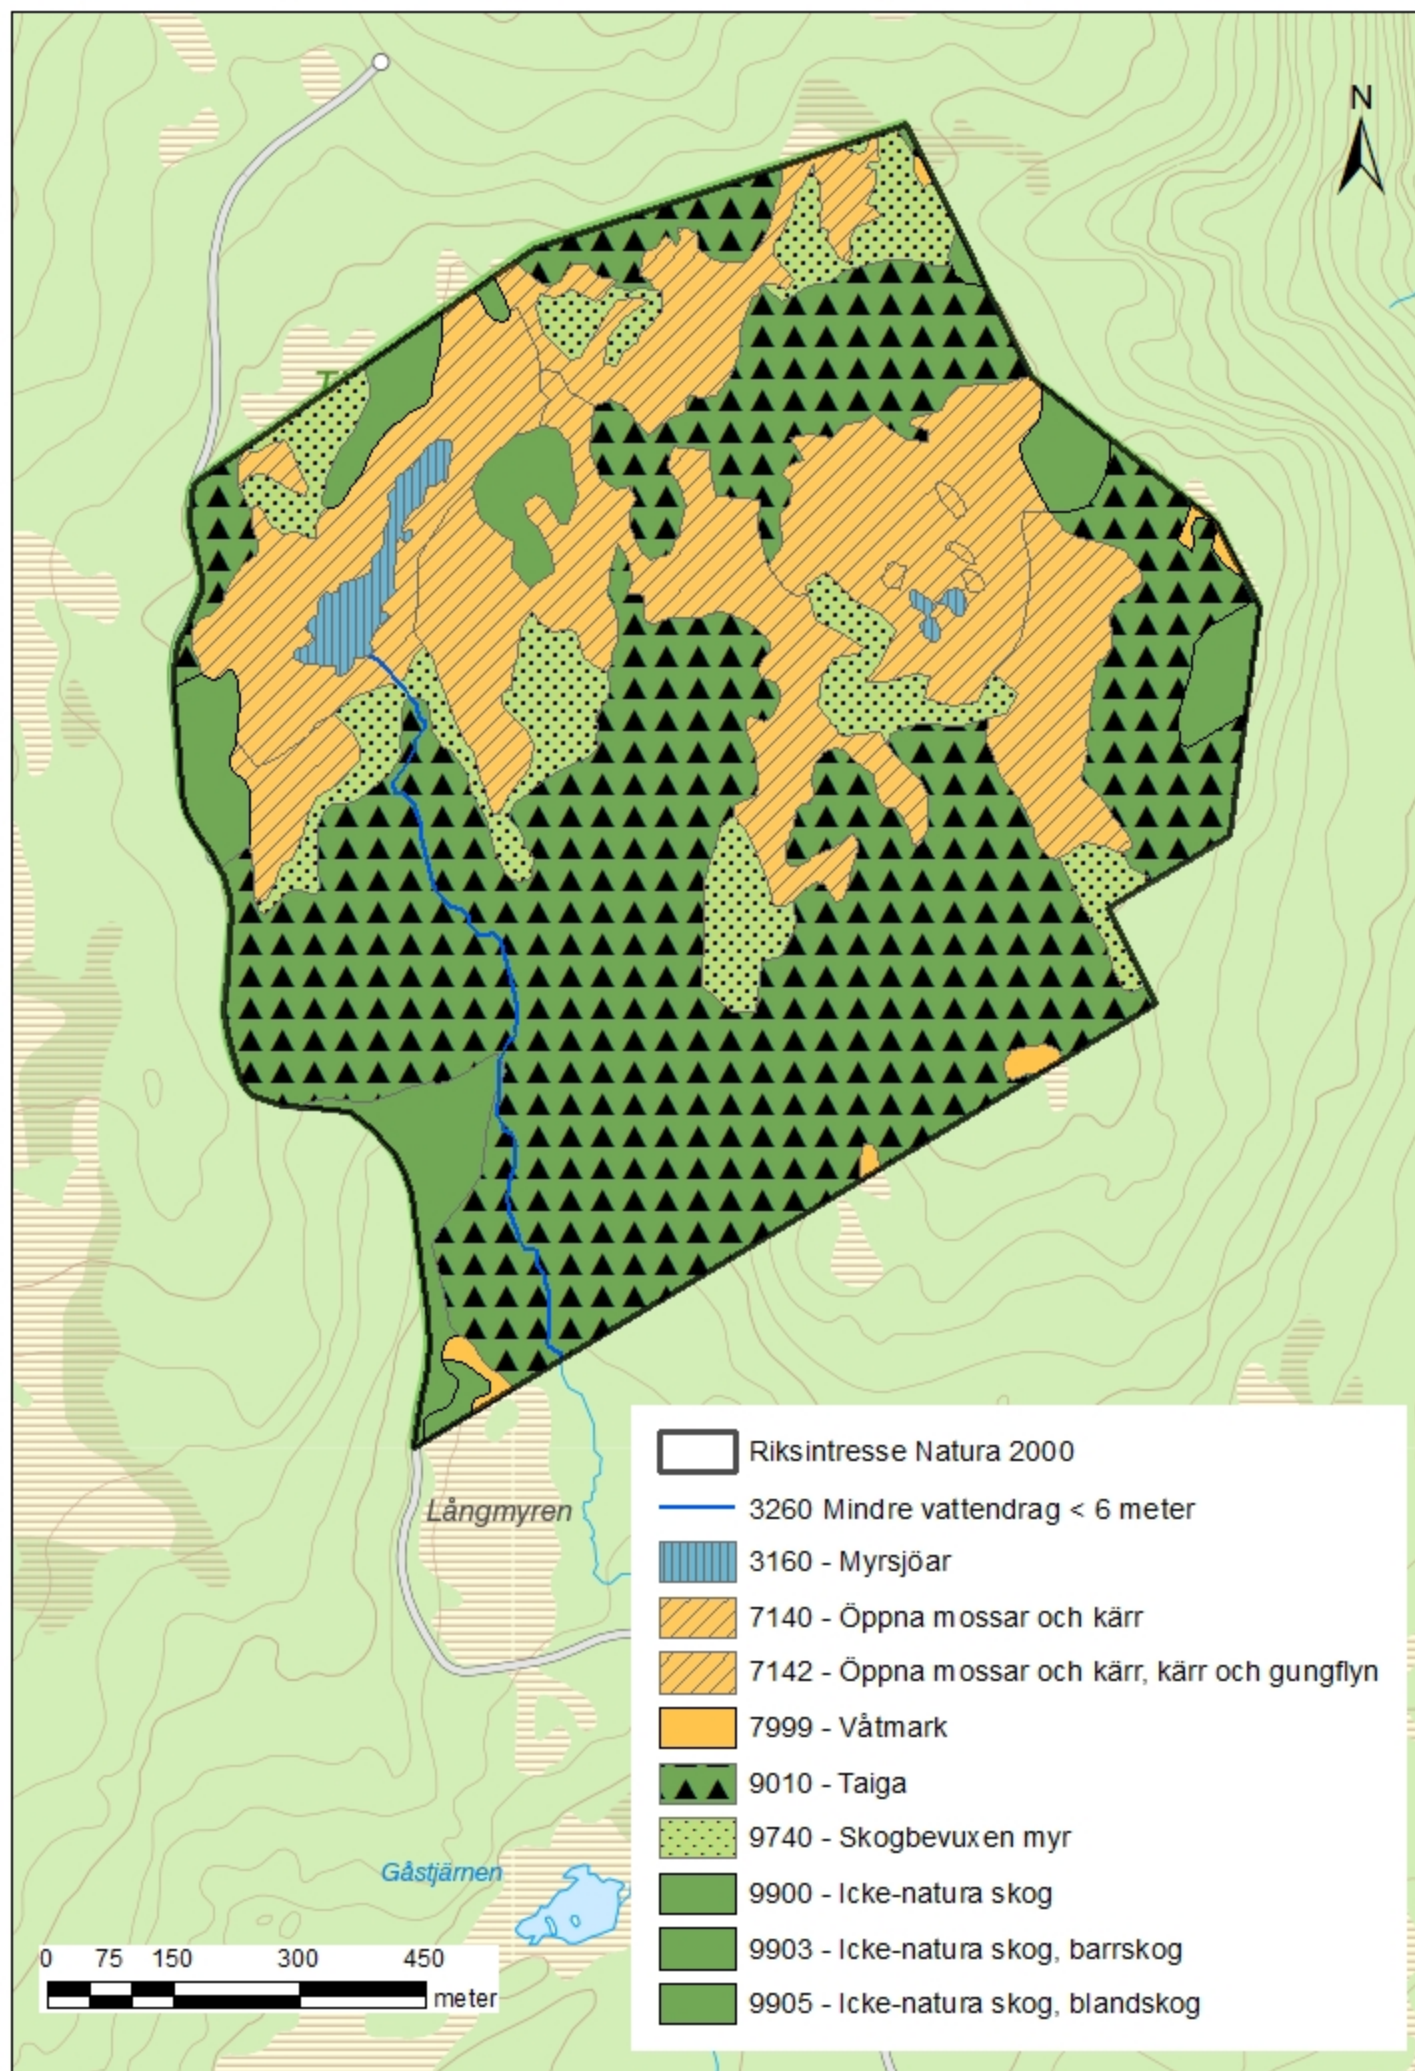 N
Riksintresse Natura 2000
3260 Mindre vattendrag < 6 meter
Långmyren
3160 - Myrsjöar
7140 - Öppna mossar och kärr
7142 - Öppna mossar och kärr, kärr och gungflyn
7999 - Våtmark
9010 - Taiga
9740 - Skogbevuxen myr
Gåstjärnen
9900 - Icke-natura skog
9903 - Icke-natura skog, barrskog
9905 - Icke-natura skog, blandskog
0 75 150 300 450
meter